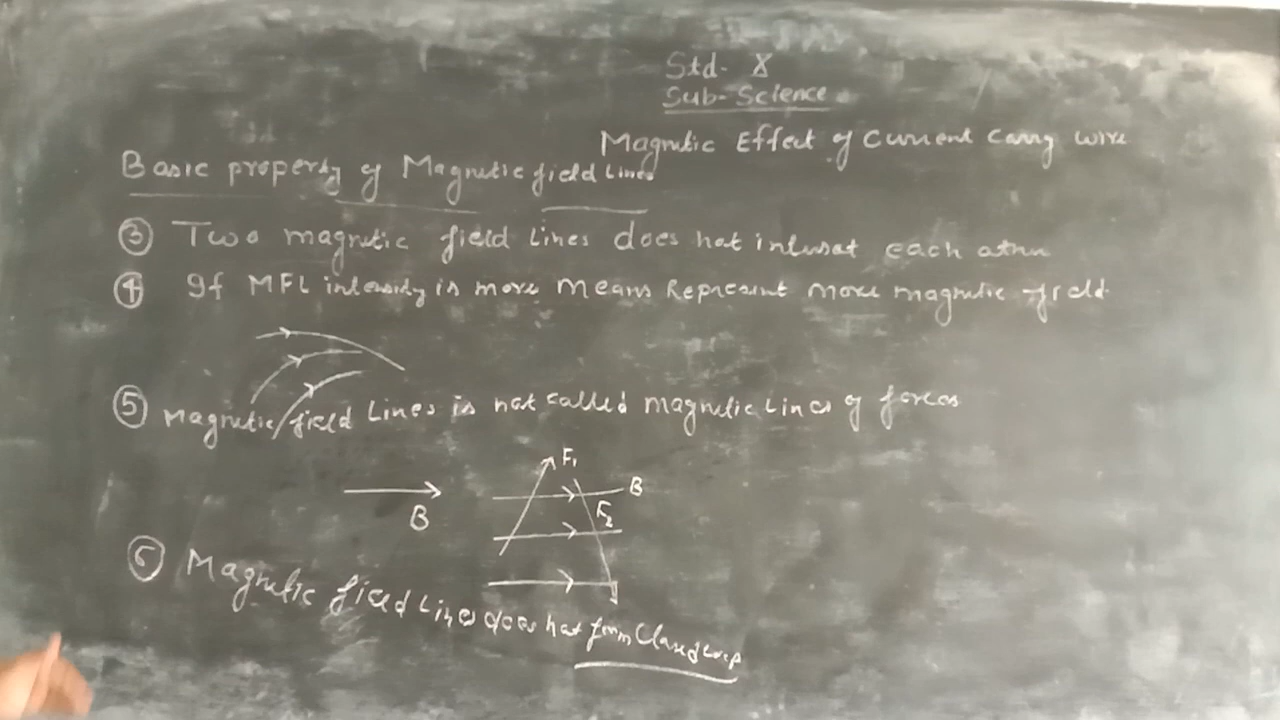 Std- X
Sub-Science
Magnetic Effect of Current Carry wire
Basic property of Magnetic field Lines
③ Two magnetic field Lines does not intersect each other
④ If MFL intensity is more means Represent more magnetic field
⑤ Magnetic field Lines is not called magnetic Lines of forces
F₁
B
B
F₂
⑥ Magnetic field Lines does not form Closed loop